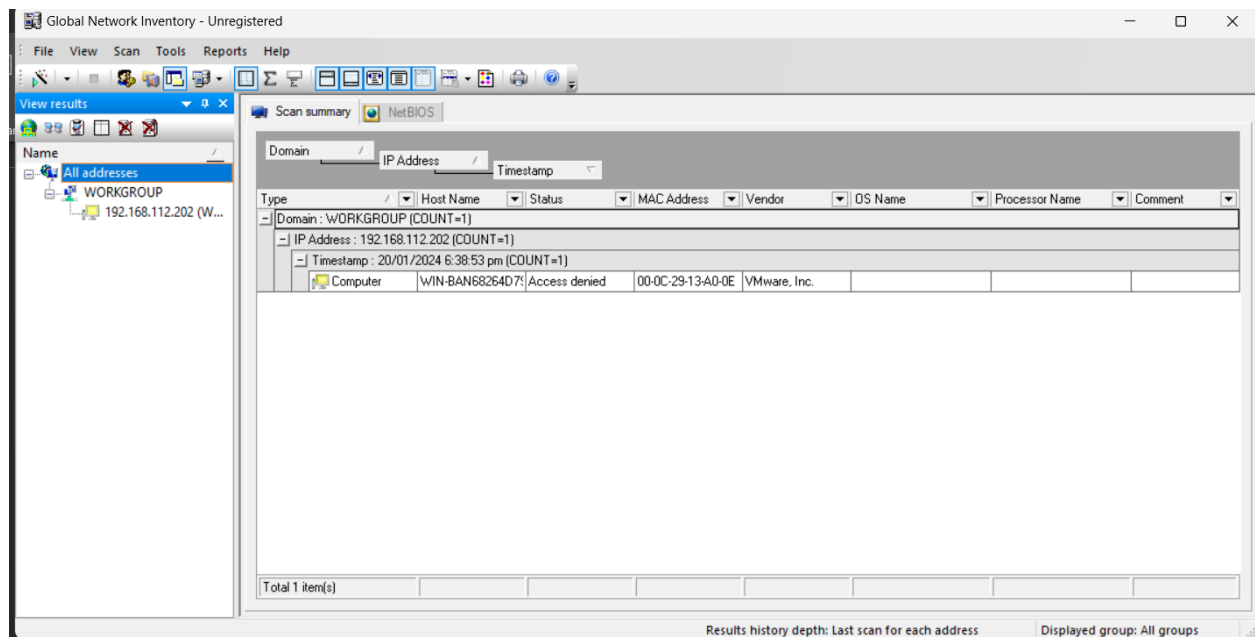 Global Network Inventory - Unregistered
File View Scan Tools Reports Help
View results
Scan summary NetBIOS
Name
All addresses
WORKGROUP
192.168.112.202 (W...
Domain
IP Address
Timestamp
Type Host Name Status MAC Address Vendor OS Name Processor Name Comment
Domain : WORKGROUP (COUNT=1)
IP Address : 192.168.112.202 (COUNT=1)
Timestamp : 20/01/2024 6:38:53 pm (COUNT=1)
Computer Access denied 00-0C-29-13-A0-0E VMware, Inc.
Total 1 item(s)
Results history depth: Last scan for each address Displayed group: All groups